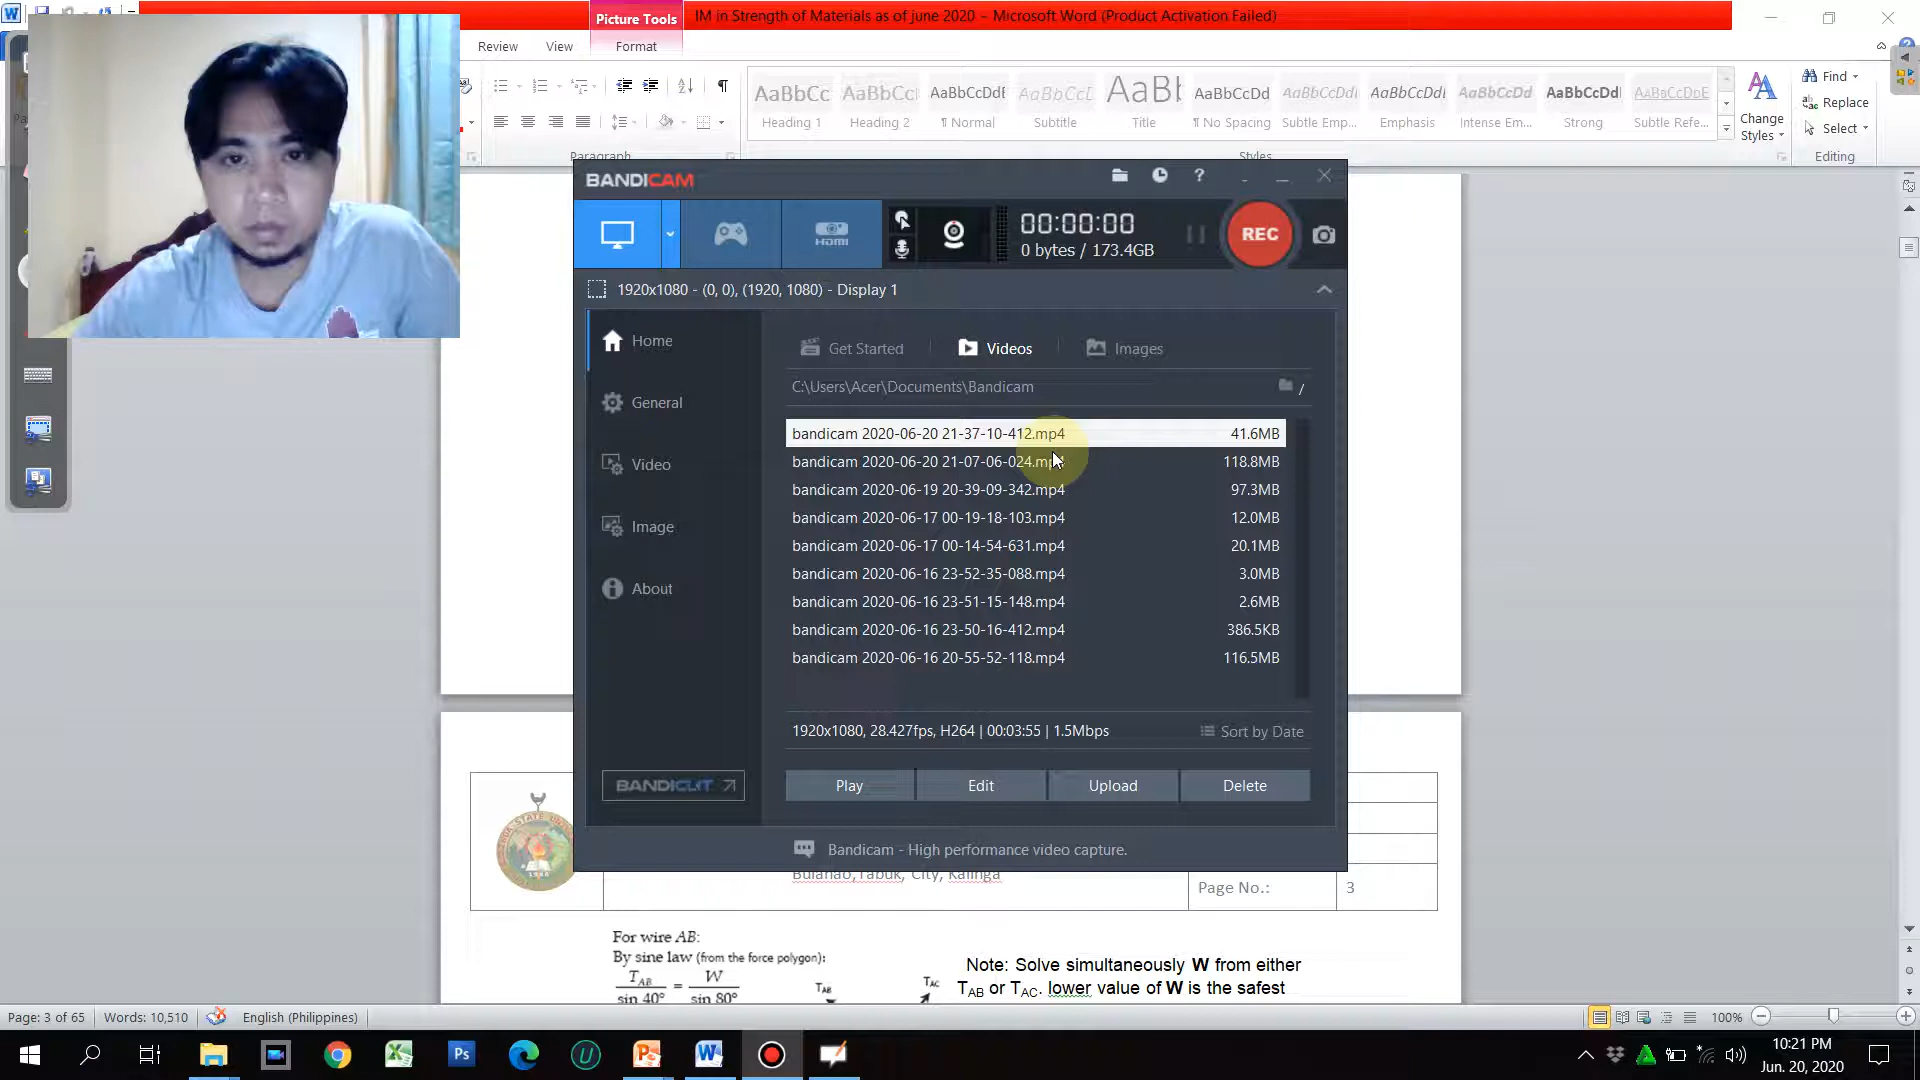 Picture Tools
IM in Strength of Materials as of june 2020 - Microsoft Word (Product Activation Failed)
Review
View
Format
AaBbCc
AaBbCc
AaBbCcDdE
AaBbCcD
AaBb
AaBbCcDd
AaBbCcDd
AaBbCcDdE
AaBbCcDd
AaBbCcDd
AaBbCcDdE
Heading 1
Heading 2
¶ Normal
Subtitle
Title
¶ No Spacing
Subtle Emp...
Emphasis
Intense Em...
Strong
Subtle Refe...
Change
Styles
Find
Replace
Select
Paragraph
Styles
Editing
BANDICAM
HDMI
00:00:00
0 bytes / 173.4GB
REC
1920x1080 - (0, 0), (1920, 1080) - Display 1
Home
General
Video
Image
About
Get Started
Videos
Images
C:\Users\Acer\Documents\Bandicam
/
bandicam 2020-06-20 21-37-10-412.mp4 41.6MB
bandicam 2020-06-20 21-07-06-024.mp4 118.8MB
bandicam 2020-06-19 20-39-09-342.mp4 97.3MB
bandicam 2020-06-17 00-19-18-103.mp4 12.0MB
bandicam 2020-06-17 00-14-54-631.mp4 20.1MB
bandicam 2020-06-16 23-52-35-088.mp4 3.0MB
bandicam 2020-06-16 23-51-15-148.mp4 2.6MB
bandicam 2020-06-16 23-50-16-412.mp4 386.5KB
bandicam 2020-06-16 20-55-52-118.mp4 116.5MB
1920x1080, 28.427fps, H264 | 00:03:55 | 1.5Mbps
Sort by Date
BANDICUT
Play
Edit
Upload
Delete
Bandicam - High performance video capture.
Bulanao,Tabuk, City, Kalinga
Page No.:
3
For wire AB:
By sine law (from the force polygon):
TAB / sin 40° = W / sin 80°
TAB
TAC
Note: Solve simultaneously W from either
TAB or TAC. lower value of W is the safest
Page: 3 of 65
Words: 10,510
English (Philippines)
100%
10:21 PM
Jun. 20, 2020